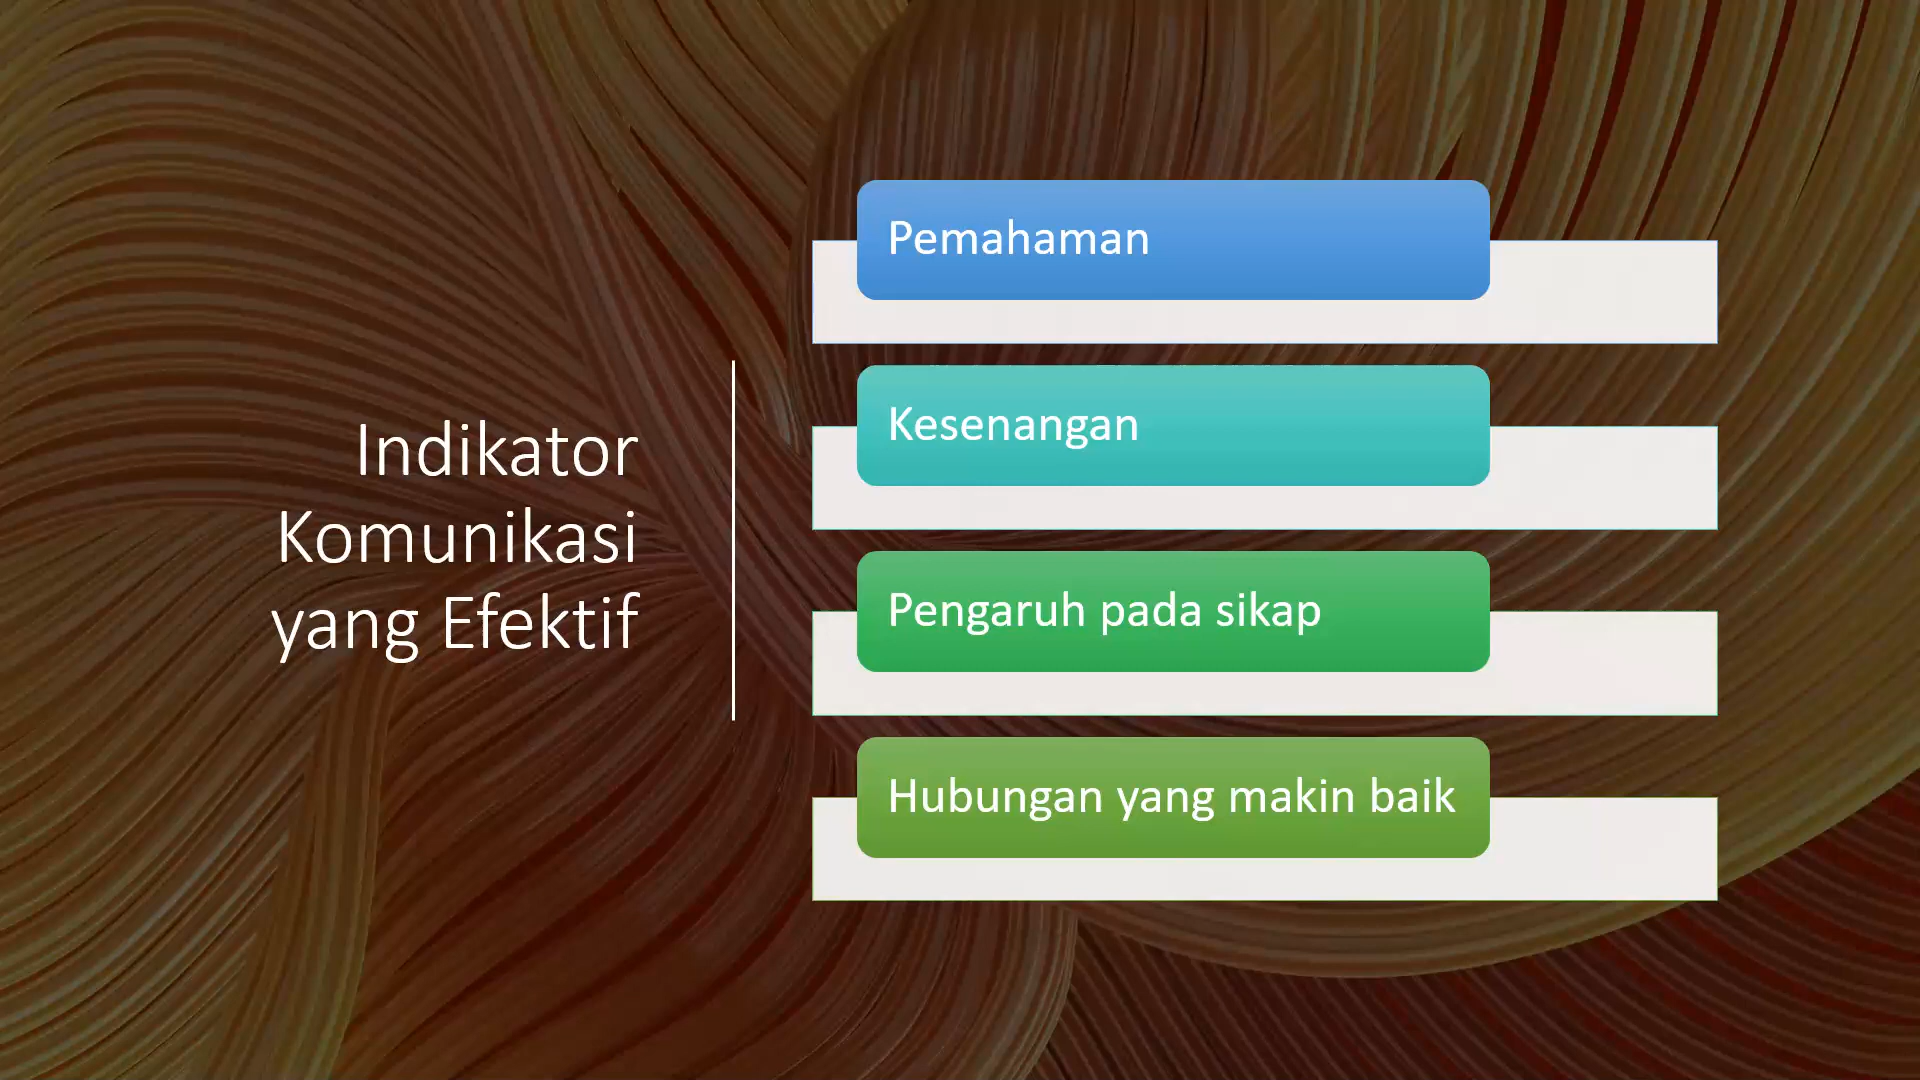 Indikator
Komunikasi
yang Efektif
Pemahaman
Kesenangan
Pengaruh pada sikap
Hubungan yang makin baik